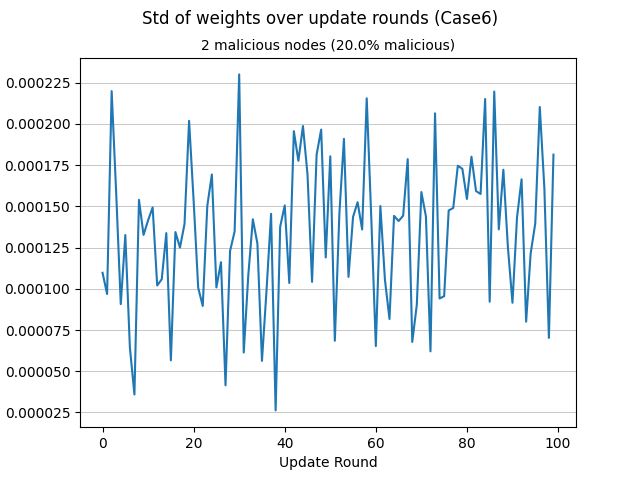 Std of weights over update rounds (Case6)
2 malicious nodes (20.0% malicious)
0.000225
0.000200
0.000175
0.000150
0.000125
0.000100
0.000075
0.000050
0.000025
0 20 40 60 80 100
Update Round